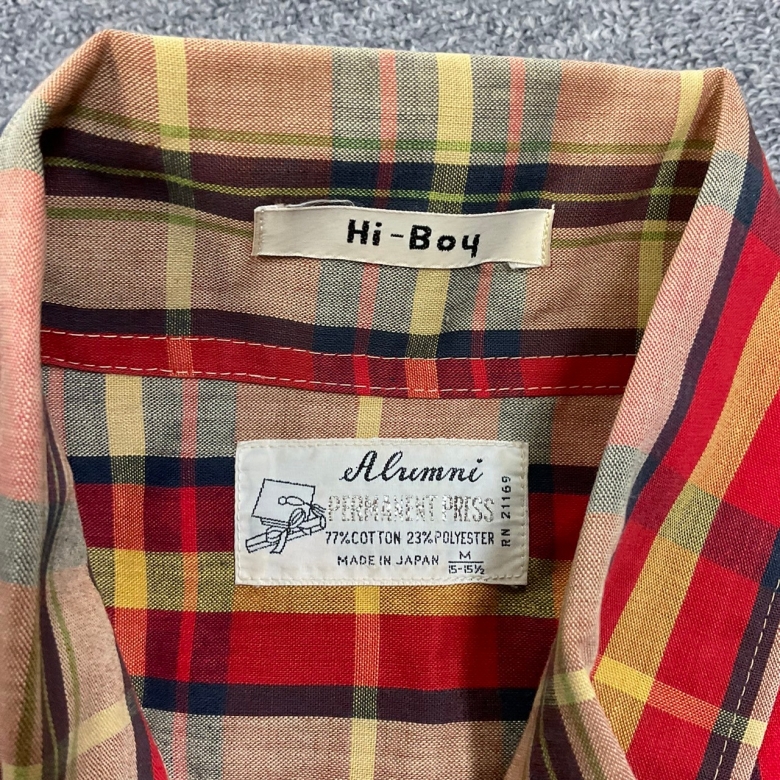 Hi-Boy
Alumni
PERMANENT PRESS
77%COTTON 23%POLYESTER
MADE IN JAPAN
M
15-15½
RN 21169